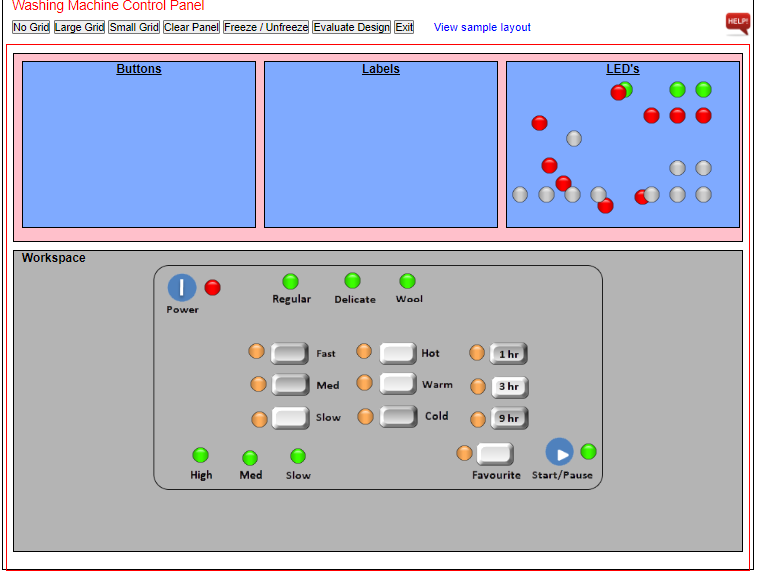 Washing Machine Control Panel
No Grid Large Grid Small Grid Clear Panel Freeze / Unfreeze Evaluate Design Exit View sample layout HELP!
Buttons Labels LED's
Workspace
Power Regular Delicate Wool
Fast Hot 1 hr
Med Warm 3 hr
Slow Cold 9 hr
High Med Slow Favourite Start/Pause